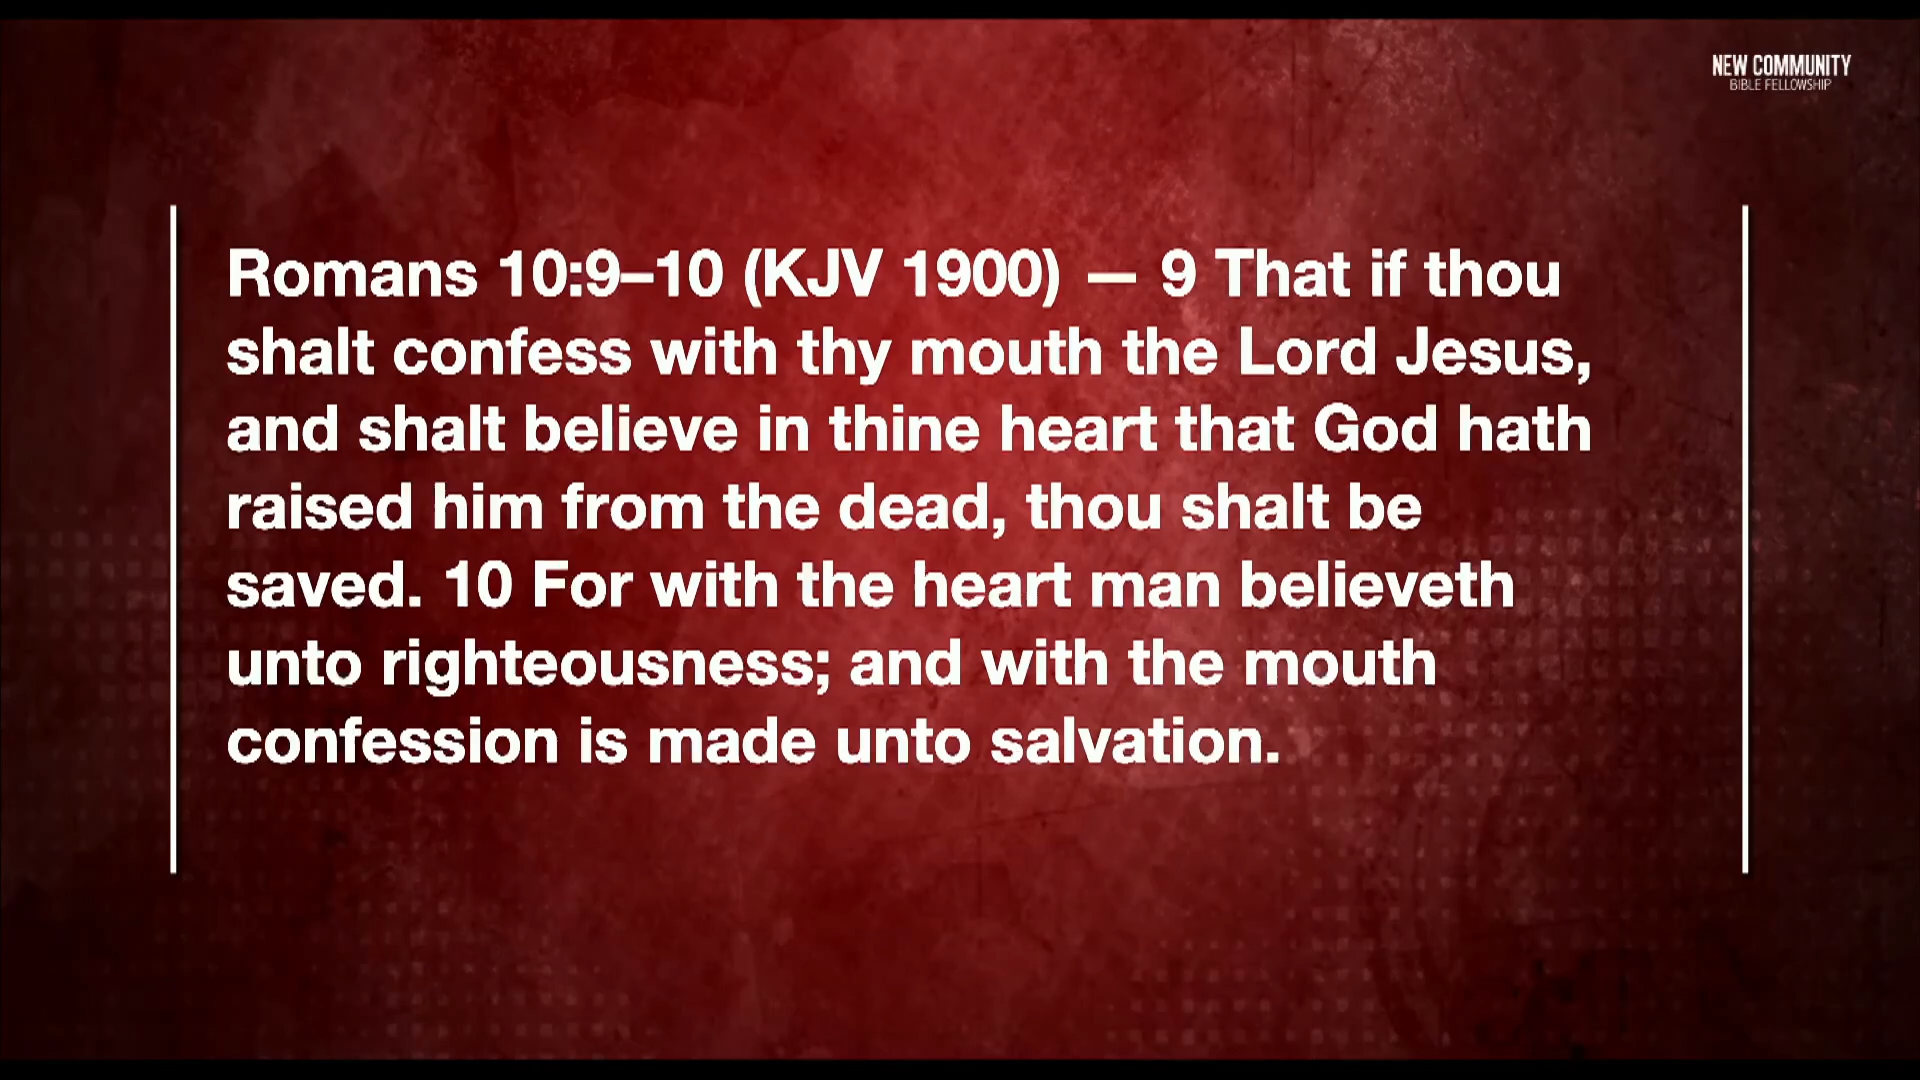 NEW COMMUNITY
BIBLE FELLOWSHIP
Romans 10:9–10 (KJV 1900) — 9 That if thou
shalt confess with thy mouth the Lord Jesus,
and shalt believe in thine heart that God hath
raised him from the dead, thou shalt be
saved. 10 For with the heart man believeth
unto righteousness; and with the mouth
confession is made unto salvation.